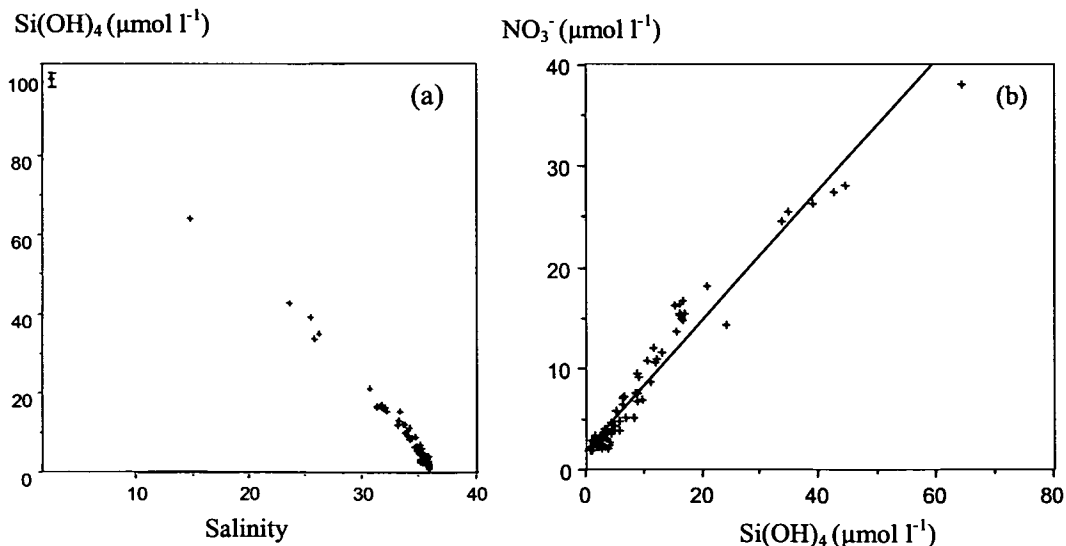 Si(OH)₄ (μmol l⁻¹)
(a)
100
80
60
40
20
0
10 20 30 40
Salinity
NO₃⁻ (μmol l⁻¹)
(b)
40
30
20
10
0
0 20 40 60 80
Si(OH)₄ (μmol l⁻¹)